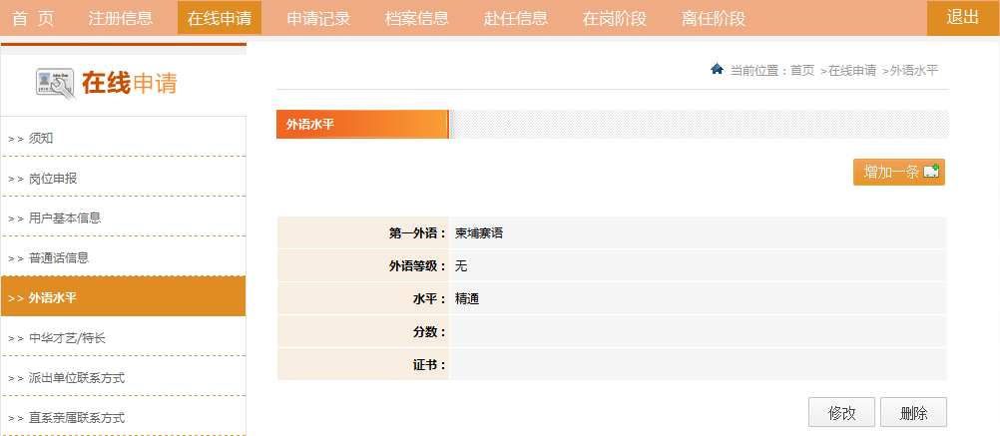 首 页 注册信息 在线申请 申请记录 档案信息 赴任信息 在岗阶段 离任阶段 退出
在线申请
>> 须知
>> 岗位申报
>> 用户基本信息
>> 普通话信息
>> 外语水平
>> 中华才艺/特长
>> 派出单位联系方式
>> 直系亲属联系方式
当前位置：首页 >在线申请 >外语水平
外语水平
增加一条
第一外语： 柬埔寨语
外语等级： 无
水平： 精通
分数：
证书：
修改 删除